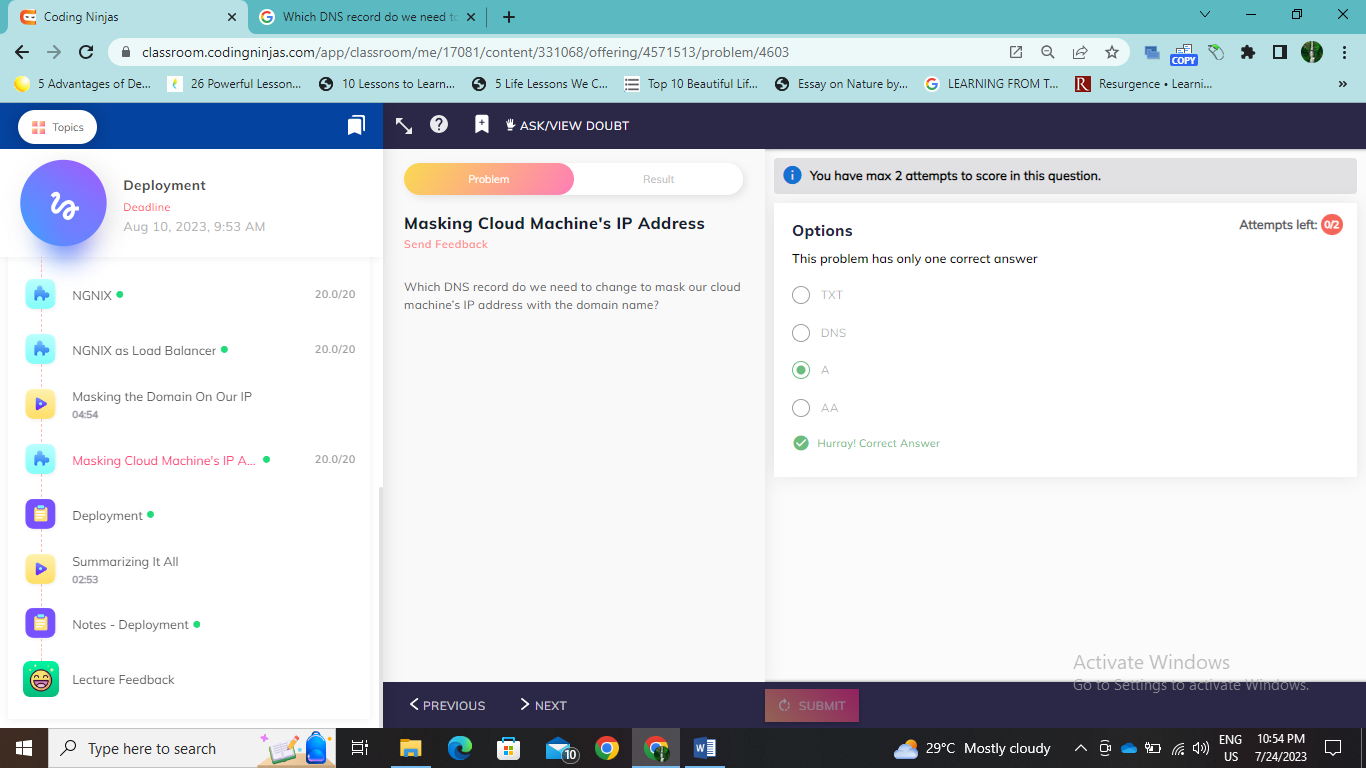 Coding Ninjas
Which DNS record do we need to
classroom.codingninjas.com/app/classroom/me/17081/content/331068/offering/4571513/problem/4603
COPY
5 Advantages of De...
26 Powerful Lesson...
10 Lessons to Learn...
5 Life Lessons We C...
Top 10 Beautiful Lif...
Essay on Nature by...
LEARNING FROM T...
R
Resurgence • Learni...
»
Topics
ASK/VIEW DOUBT
Deployment
Deadline
Aug 10, 2023, 9:53 AM
NGNIX
20.0/20
NGNIX as Load Balancer
20.0/20
Masking the Domain On Our IP
04:54
Masking Cloud Machine's IP A...
20.0/20
Deployment
Summarizing It All
02:53
Notes - Deployment
Lecture Feedback
Problem
Result
Masking Cloud Machine's IP Address
Send Feedback
Which DNS record do we need to change to mask our cloud
machine's IP address with the domain name?
You have max 2 attempts to score in this question.
Options
Attempts left: 0/2
This problem has only one correct answer
TXT
DNS
A
AA
Hurray! Correct Answer
Activate Windows
Go to Settings to activate Windows.
PREVIOUS
NEXT
SUBMIT
Type here to search
10
29°C Mostly cloudy
ENG
US
10:54 PM
7/24/2023